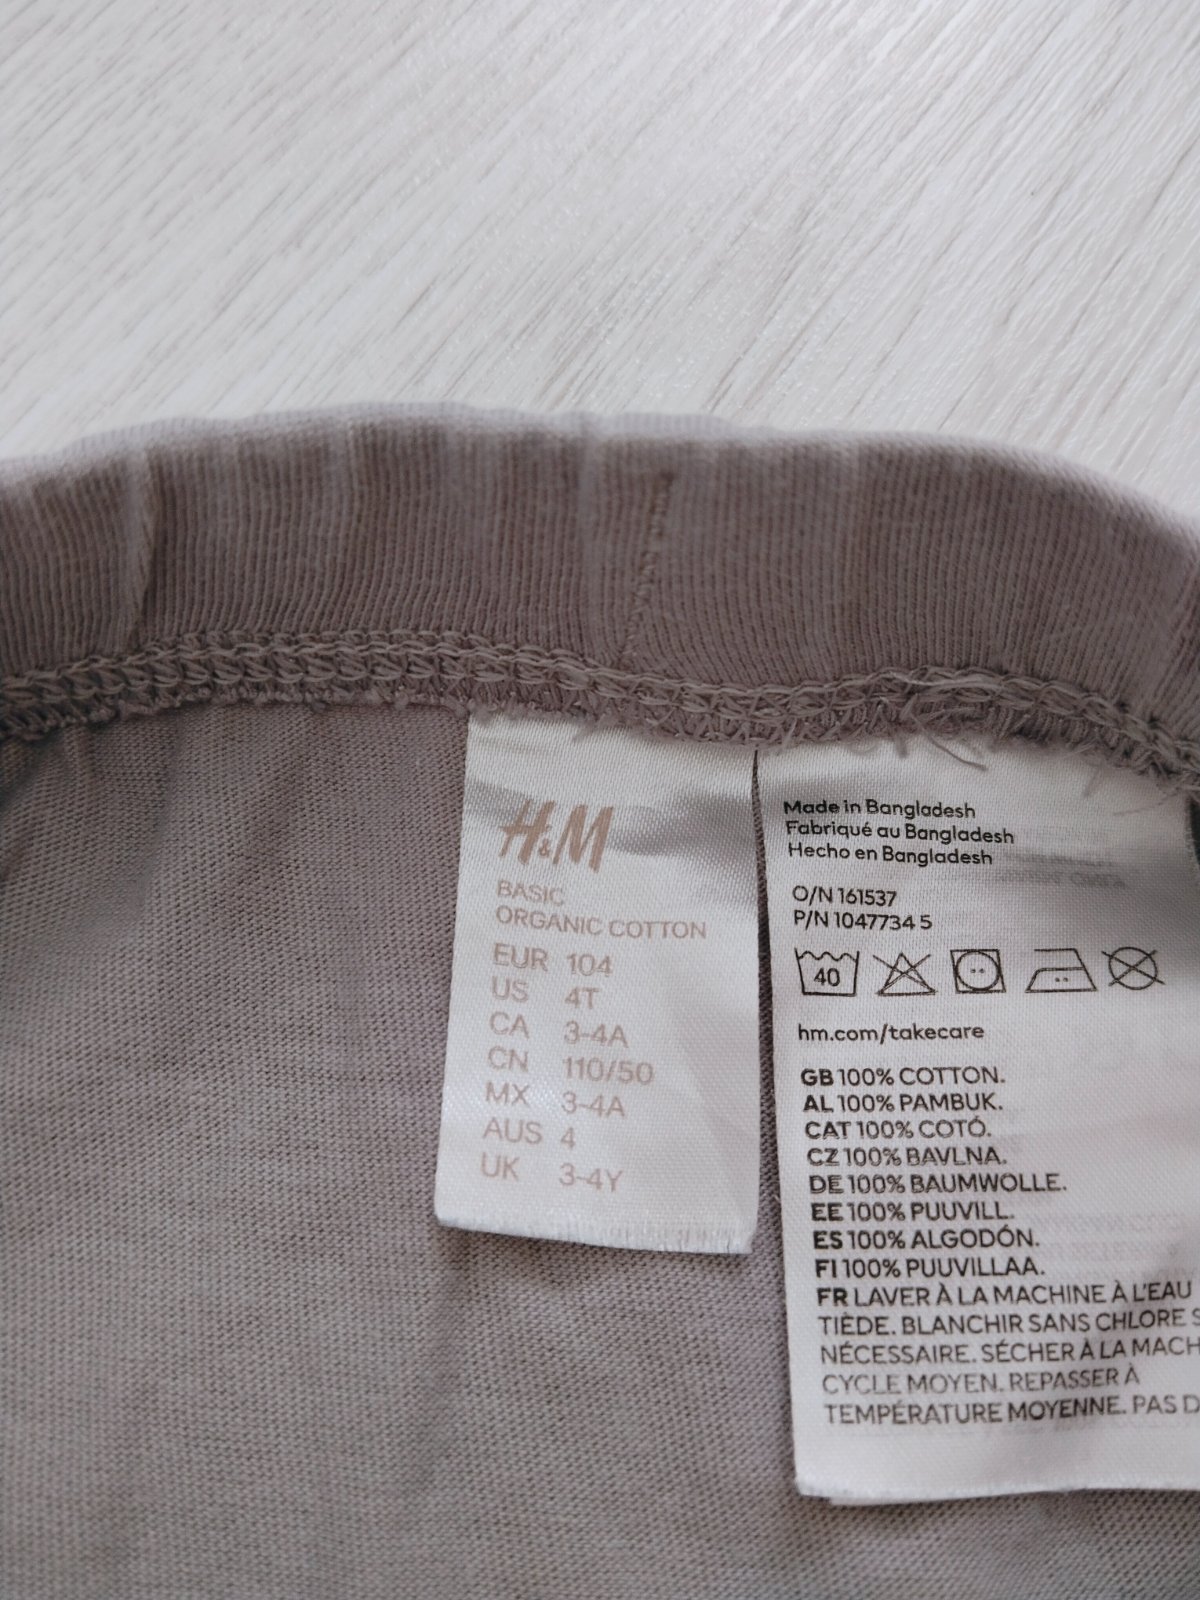 H&M
BASIC
ORGANIC COTTON
EUR 104
US 4T
CA 3-4A
CN 110/50
MX 3-4A
AUS 4
UK 3-4Y
Made in Bangladesh
Fabriqué au Bangladesh
Hecho en Bangladesh
O/N 161537
P/N 1047734 5
40
hm.com/takecare
GB 100% COTTON.
AL 100% PAMBUK.
CAT 100% COTÓ.
CZ 100% BAVLNA.
DE 100% BAUMWOLLE.
EE 100% PUUVILL.
ES 100% ALGODÓN.
FI 100% PUUVILLAA.
FR LAVER À LA MACHINE À L'EAU
TIÈDE. BLANCHIR SANS CHLORE S
NÉCESSAIRE. SÉCHER À LA MACH
CYCLE MOYEN. REPASSER À
TEMPÉRATURE MOYENNE. PAS D